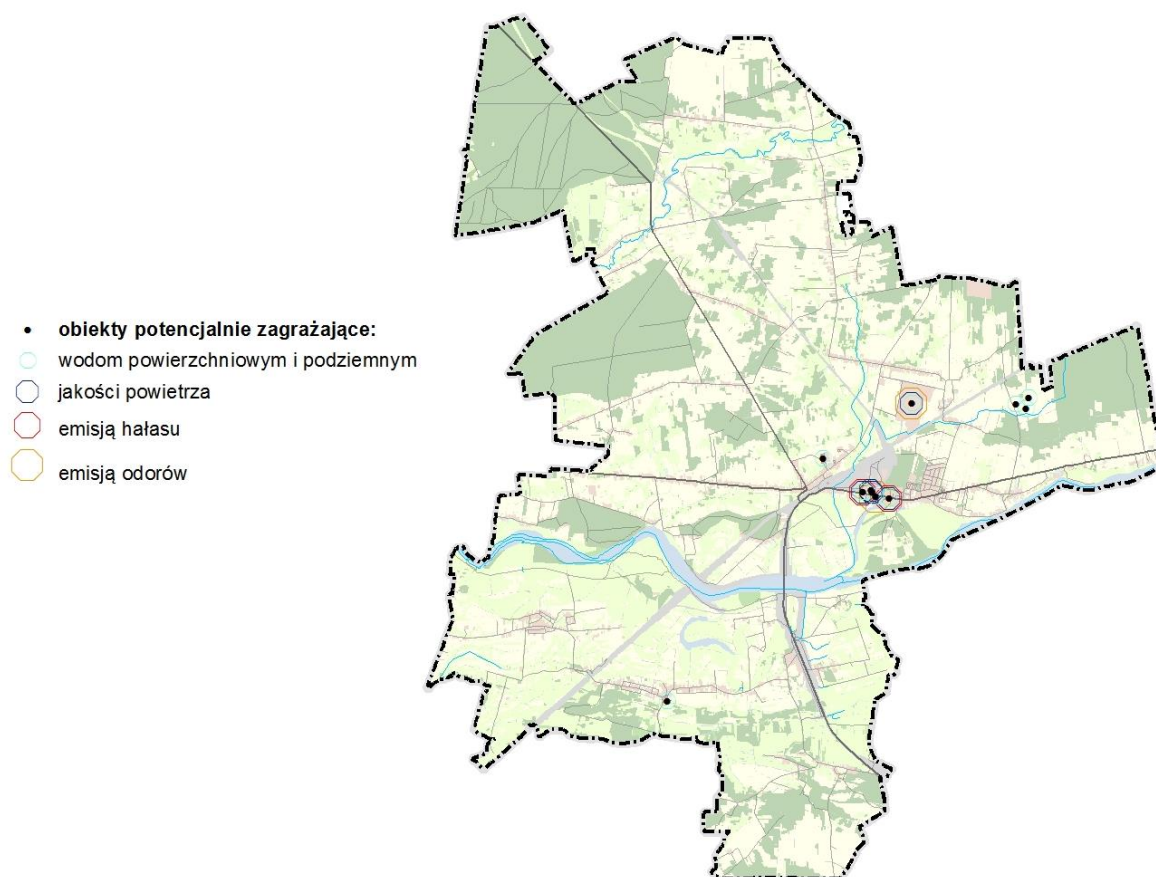 obiekty potencjalnie zagrażające:
wodom powierzchniowym i podziemnym
jakości powietrza
emisją hałasu
emisją odorów